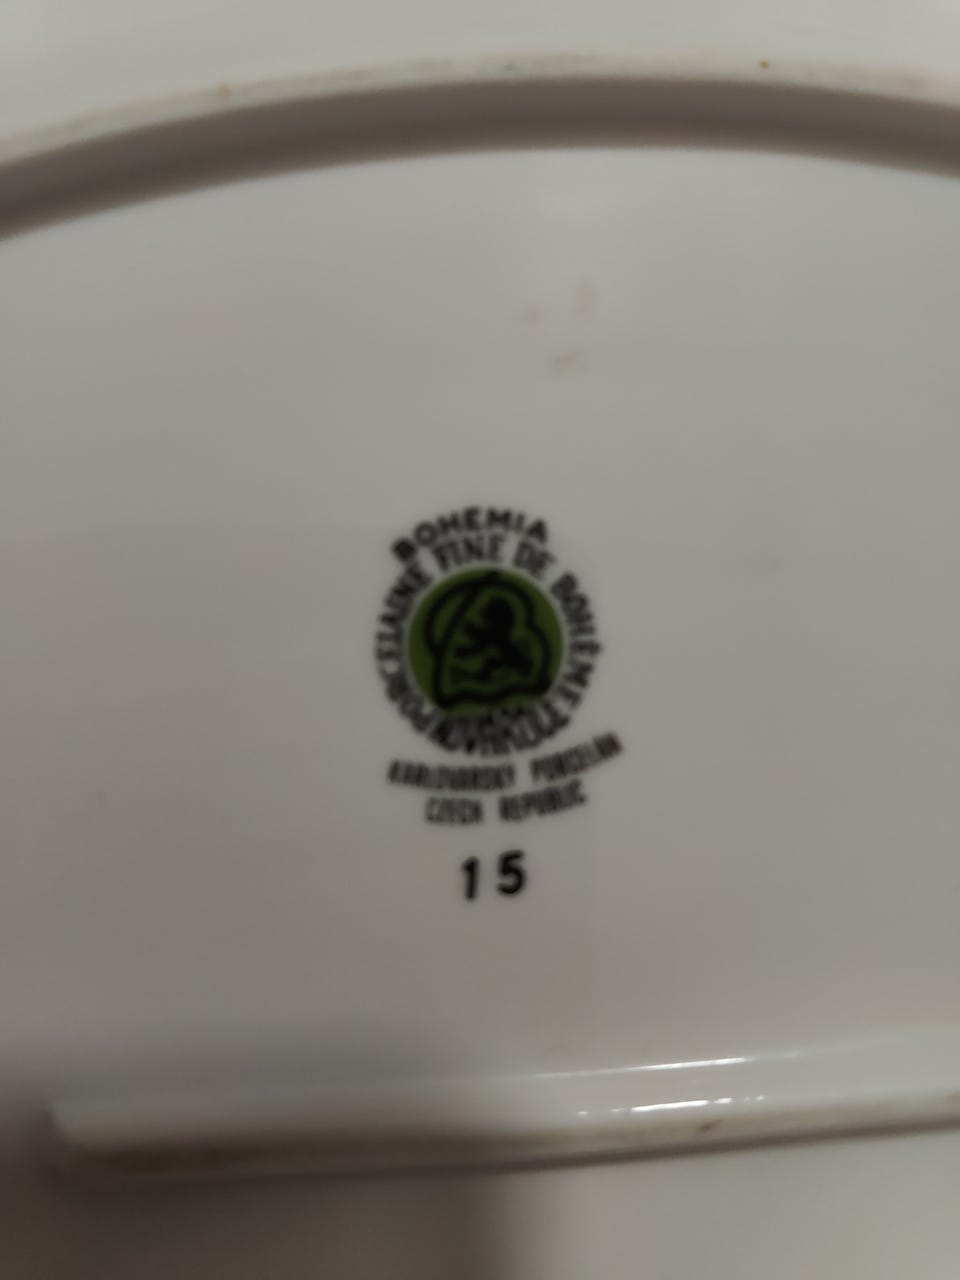 BOHEMIA
PORCELAINE FINE DE BOHÊME
KARLOVARSKÝ PORCELÁN
CZECH REPUBLIC
15